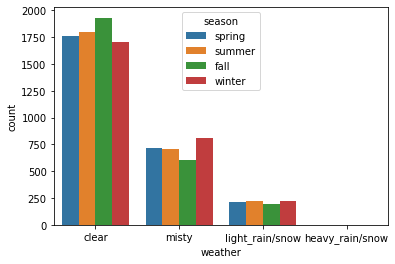 2000
1750
1500
1250
1000
750
500
250
0
count
season
spring
summer
fall
winter
clear misty light_rain/snow heavy_rain/snow
weather